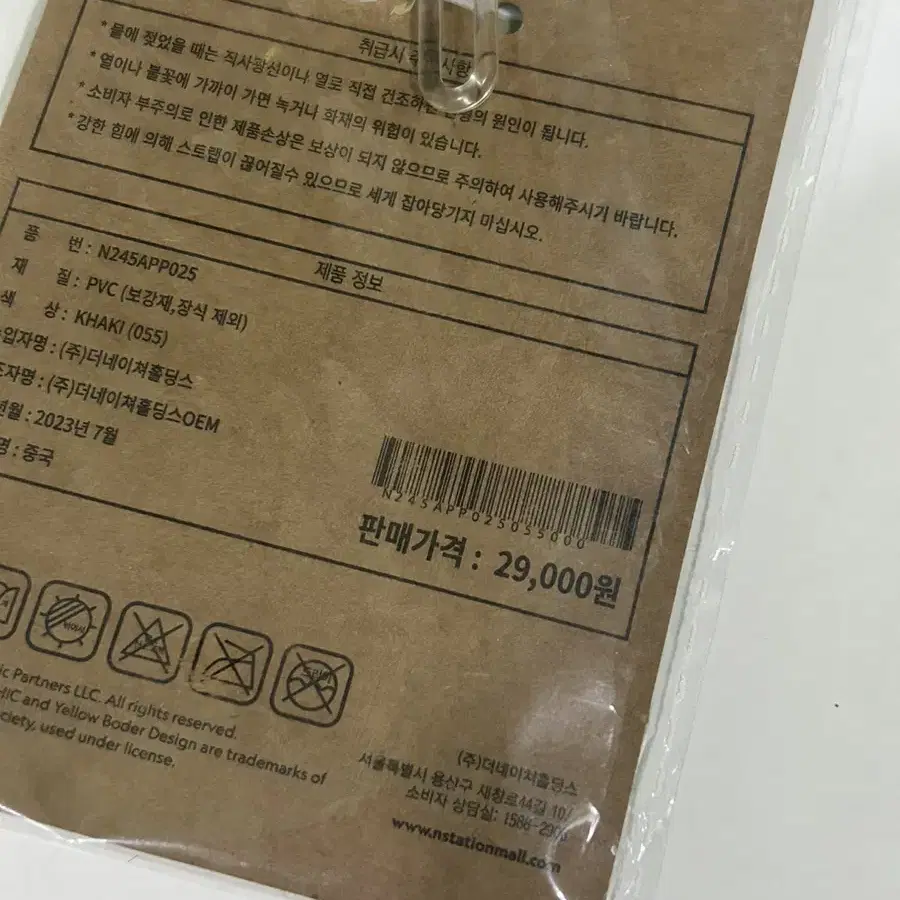 취급시 주의사항
* 물에 젖었을 때는 직사광선이나 열로 직접 건조하면 변형의 원인이 됩니다.
* 열이나 불꽃에 가까이 가면 녹거나 화재의 위험이 있습니다.
* 소비자 부주의로 인한 제품손상은 보상이 되지 않으므로 주의하여 사용해주시기 바랍니다.
* 강한 힘에 의해 스트랩이 끊어질수 있으므로 세게 잡아당기지 마십시오.
제품 정보
품 번 : N245APP025
재 질 : PVC (보강재,장식 제외)
색 상 : KHAKI (055)
입자명 : (주)더네이쳐홀딩스
조자명 : (주)더네이쳐홀딩스OEM
년월 : 2023년 7월
명 : 중국
N245APP025055000
판매가격 : 29,000원
드라이
ic Partners LLC. All rights reserved.
HIC and Yellow Boder Design are trademarks of
ciety, used under license.
(주)더네이쳐홀딩스
서울특별시 용산구 새창로44길 10/
소비자 상담실: 1586-2906
www.nstationmall.com